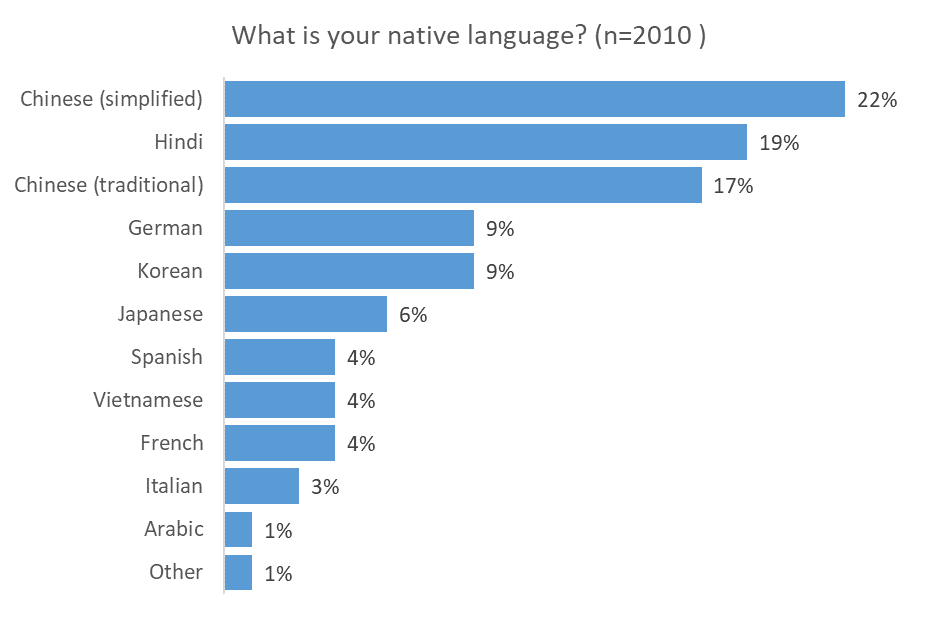 What is your native language? (n=2010 )
Chinese (simplified) 22%
Hindi 19%
Chinese (traditional) 17%
German 9%
Korean 9%
Japanese 6%
Spanish 4%
Vietnamese 4%
French 4%
Italian 3%
Arabic 1%
Other 1%